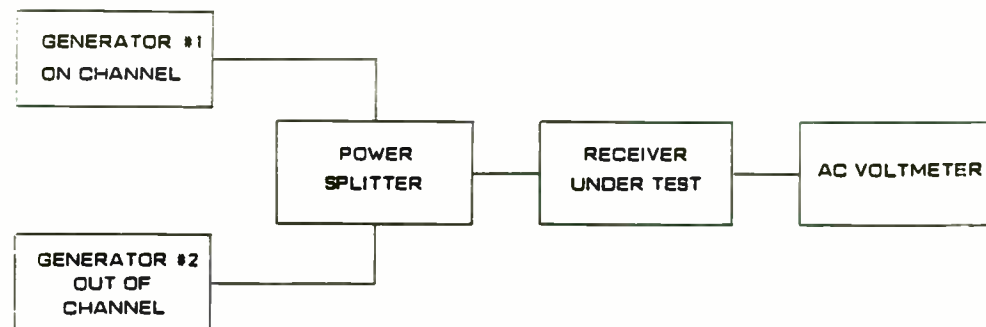 GENERATOR #1
ON CHANNEL
POWER
SPLITTER
RECEIVER
UNDER TEST
AC VOLTMETER
GENERATOR #2
OUT OF
CHANNEL